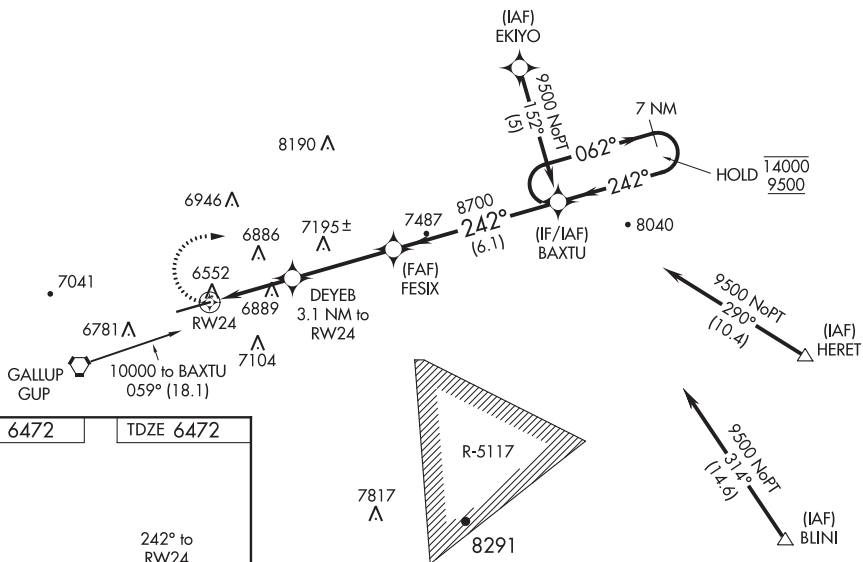 (IAF)
EKIYO
9500 NoPT
152°
(5)
7 NM
062°
HOLD 14000
9500
242°
8190
6946
6886
7195±
7487
8700
242°
(6.1)
(IF/IAF)
BAXTU
8040
(FAF)
FESIX
6552
7041
6889
DEYEB
3.1 NM to
RW24
RW24
6781
7104
GALLUP
GUP
10000 to BAXTU
059° (18.1)
9500 NoPT
290°
(10.4)
(IAF)
HERET
6472
TDZE 6472
R-5117
9500 NoPT
314°
(14.6)
7817
8291
(IAF)
BLINI
242° to
RW24